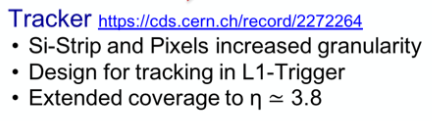 Tracker https://cds.cern.ch/record/2272264
• Si-Strip and Pixels increased granularity
• Design for tracking in L1-Trigger
• Extended coverage to η ≃ 3.8